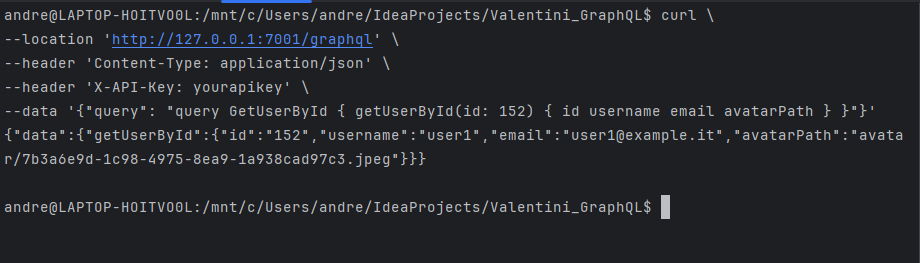 andre@LAPTOP-HOITVO0L:/mnt/c/Users/andre/IdeaProjects/Valentini_GraphQL$ curl \
--location 'http://127.0.0.1:7001/graphql' \
--header 'Content-Type: application/json' \
--header 'X-API-Key: yourapikey' \
--data '{"query": "query GetUserById { getUserById(id: 152) { id username email avatarPath } }"}'
{"data":{"getUserById":{"id":"152","username":"user1","email":"user1@example.it","avatarPath":"avata
r/7b3a6e9d-1c98-4975-8ea9-1a938cad97c3.jpeg"}}}
andre@LAPTOP-HOITVO0L:/mnt/c/Users/andre/IdeaProjects/Valentini_GraphQL$